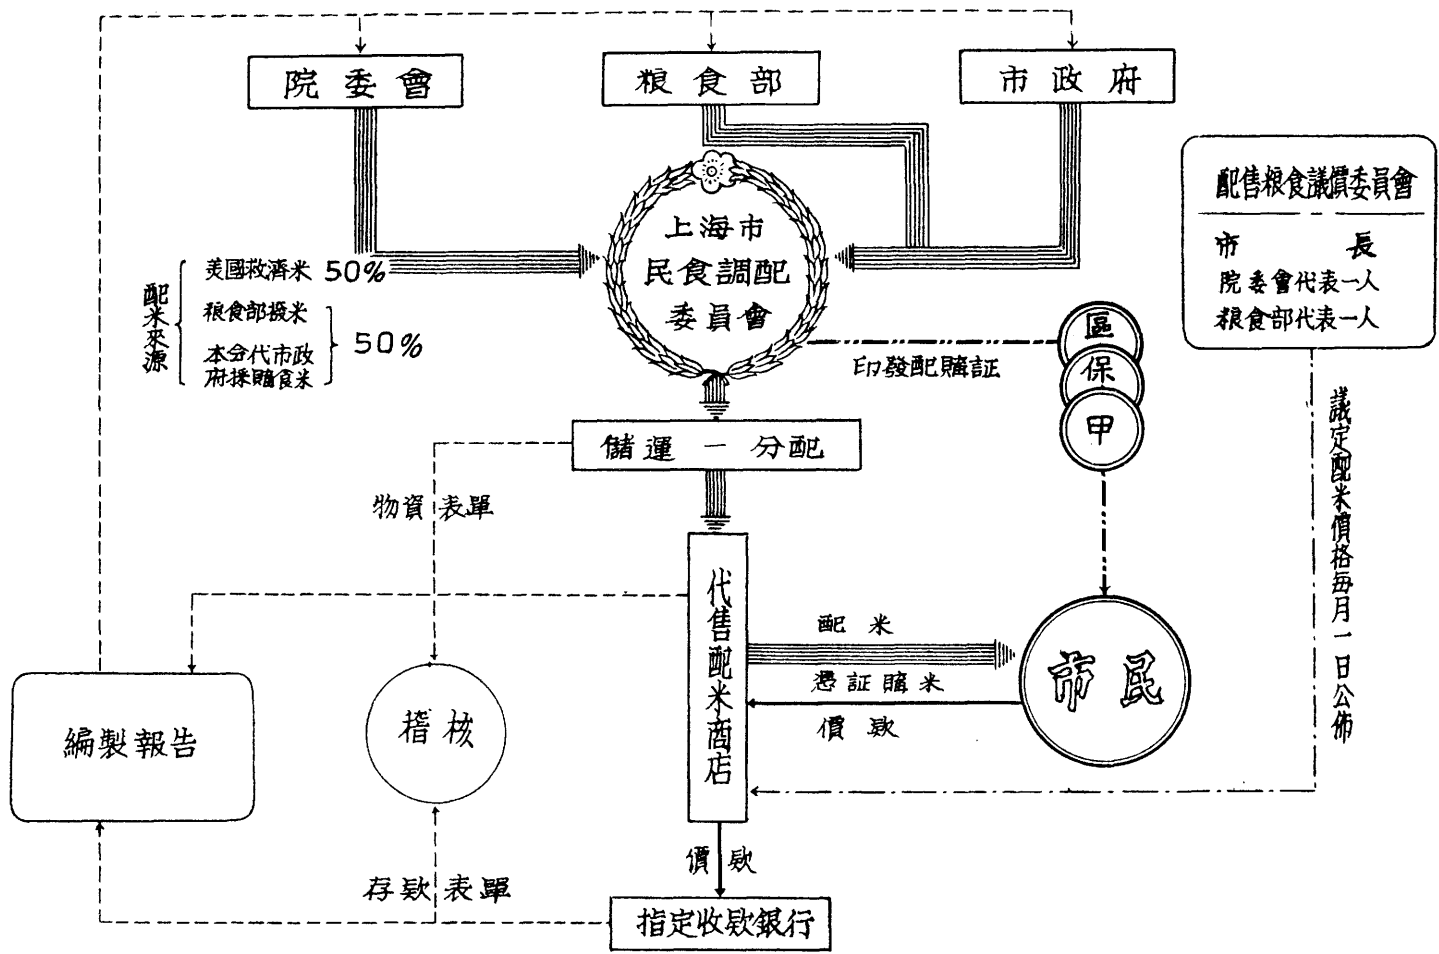 院委會
粮食部
市政府
配售粮食議價委員會
市長
院委會代表一人
粮食部代表一人
上海市
民食調配
委員會
配米來源
美國救濟米 50%
粮食部撥米
本分代市政
府採購食米
50%
印發配購証
區
保
甲
儲運一分配
物資表單
議定配米價格每月一日公佈
代售配米商店
配米
憑証購米
價欵
市民
編製報告
稽核
價欵
存欵表單
指定收欵銀行